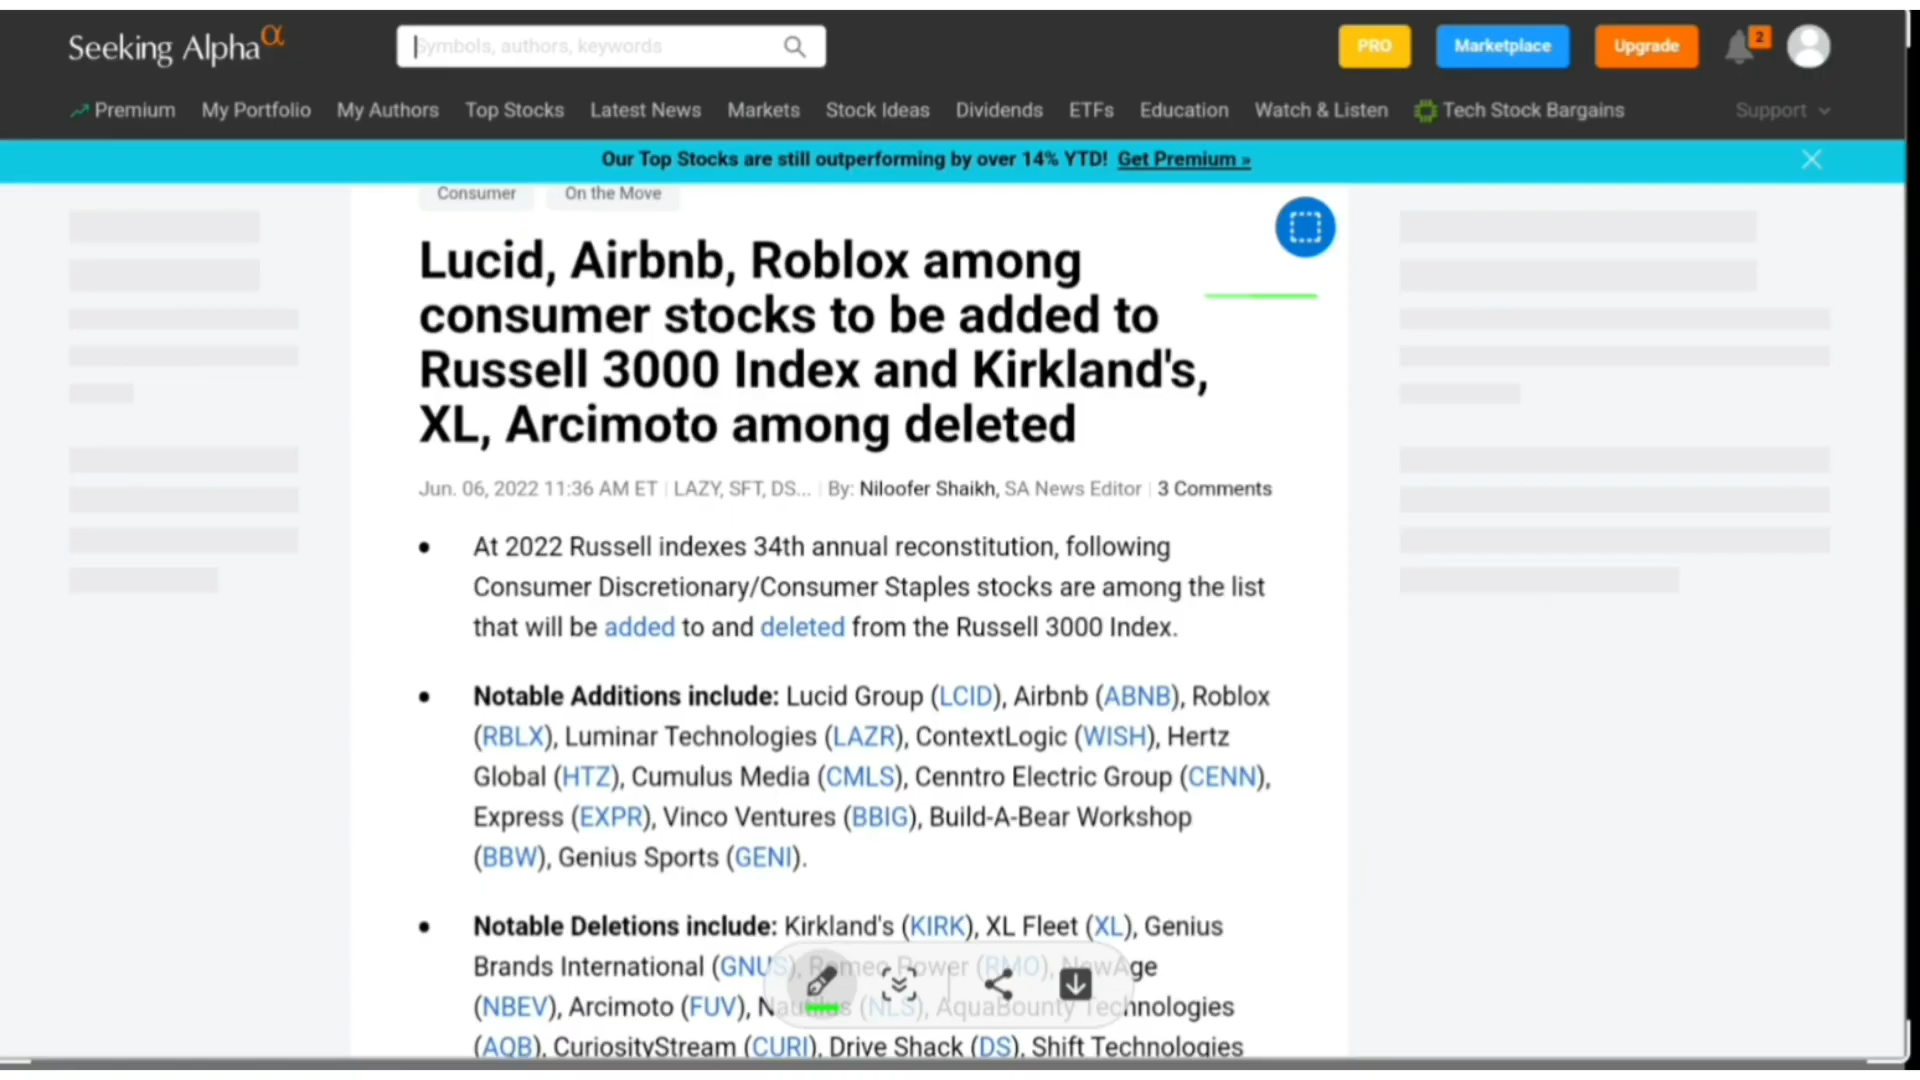 Seeking Alphaα
Symbols, authors, keywords
PRO
Marketplace
Upgrade
2
Premium My Portfolio My Authors Top Stocks Latest News Markets Stock Ideas Dividends ETFs Education Watch & Listen Tech Stock Bargains Support
Our Top Stocks are still outperforming by over 14% YTD! Get Premium »
Consumer On the Move
Lucid, Airbnb, Roblox among
consumer stocks to be added to
Russell 3000 Index and Kirkland's,
XL, Arcimoto among deleted
Jun. 06, 2022 11:36 AM ET | LAZY, SFT, DS... | By: Niloofer Shaikh, SA News Editor | 3 Comments
• At 2022 Russell indexes 34th annual reconstitution, following
Consumer Discretionary/Consumer Staples stocks are among the list
that will be added to and deleted from the Russell 3000 Index.
• Notable Additions include: Lucid Group (LCID), Airbnb (ABNB), Roblox
(RBLX), Luminar Technologies (LAZR), ContextLogic (WISH), Hertz
Global (HTZ), Cumulus Media (CMLS), Cenntro Electric Group (CENN),
Express (EXPR), Vinco Ventures (BBIG), Build-A-Bear Workshop
(BBW), Genius Sports (GENI).
• Notable Deletions include: Kirkland's (KIRK), XL Fleet (XL), Genius
Brands International (GNUS), Romeo Power (RMO), NewAge
(NBEV), Arcimoto (FUV), Nautilus (NLS), AquaBounty Technologies
(AQB), CuriosityStream (CURI), Drive Shack (DS), Shift Technologies